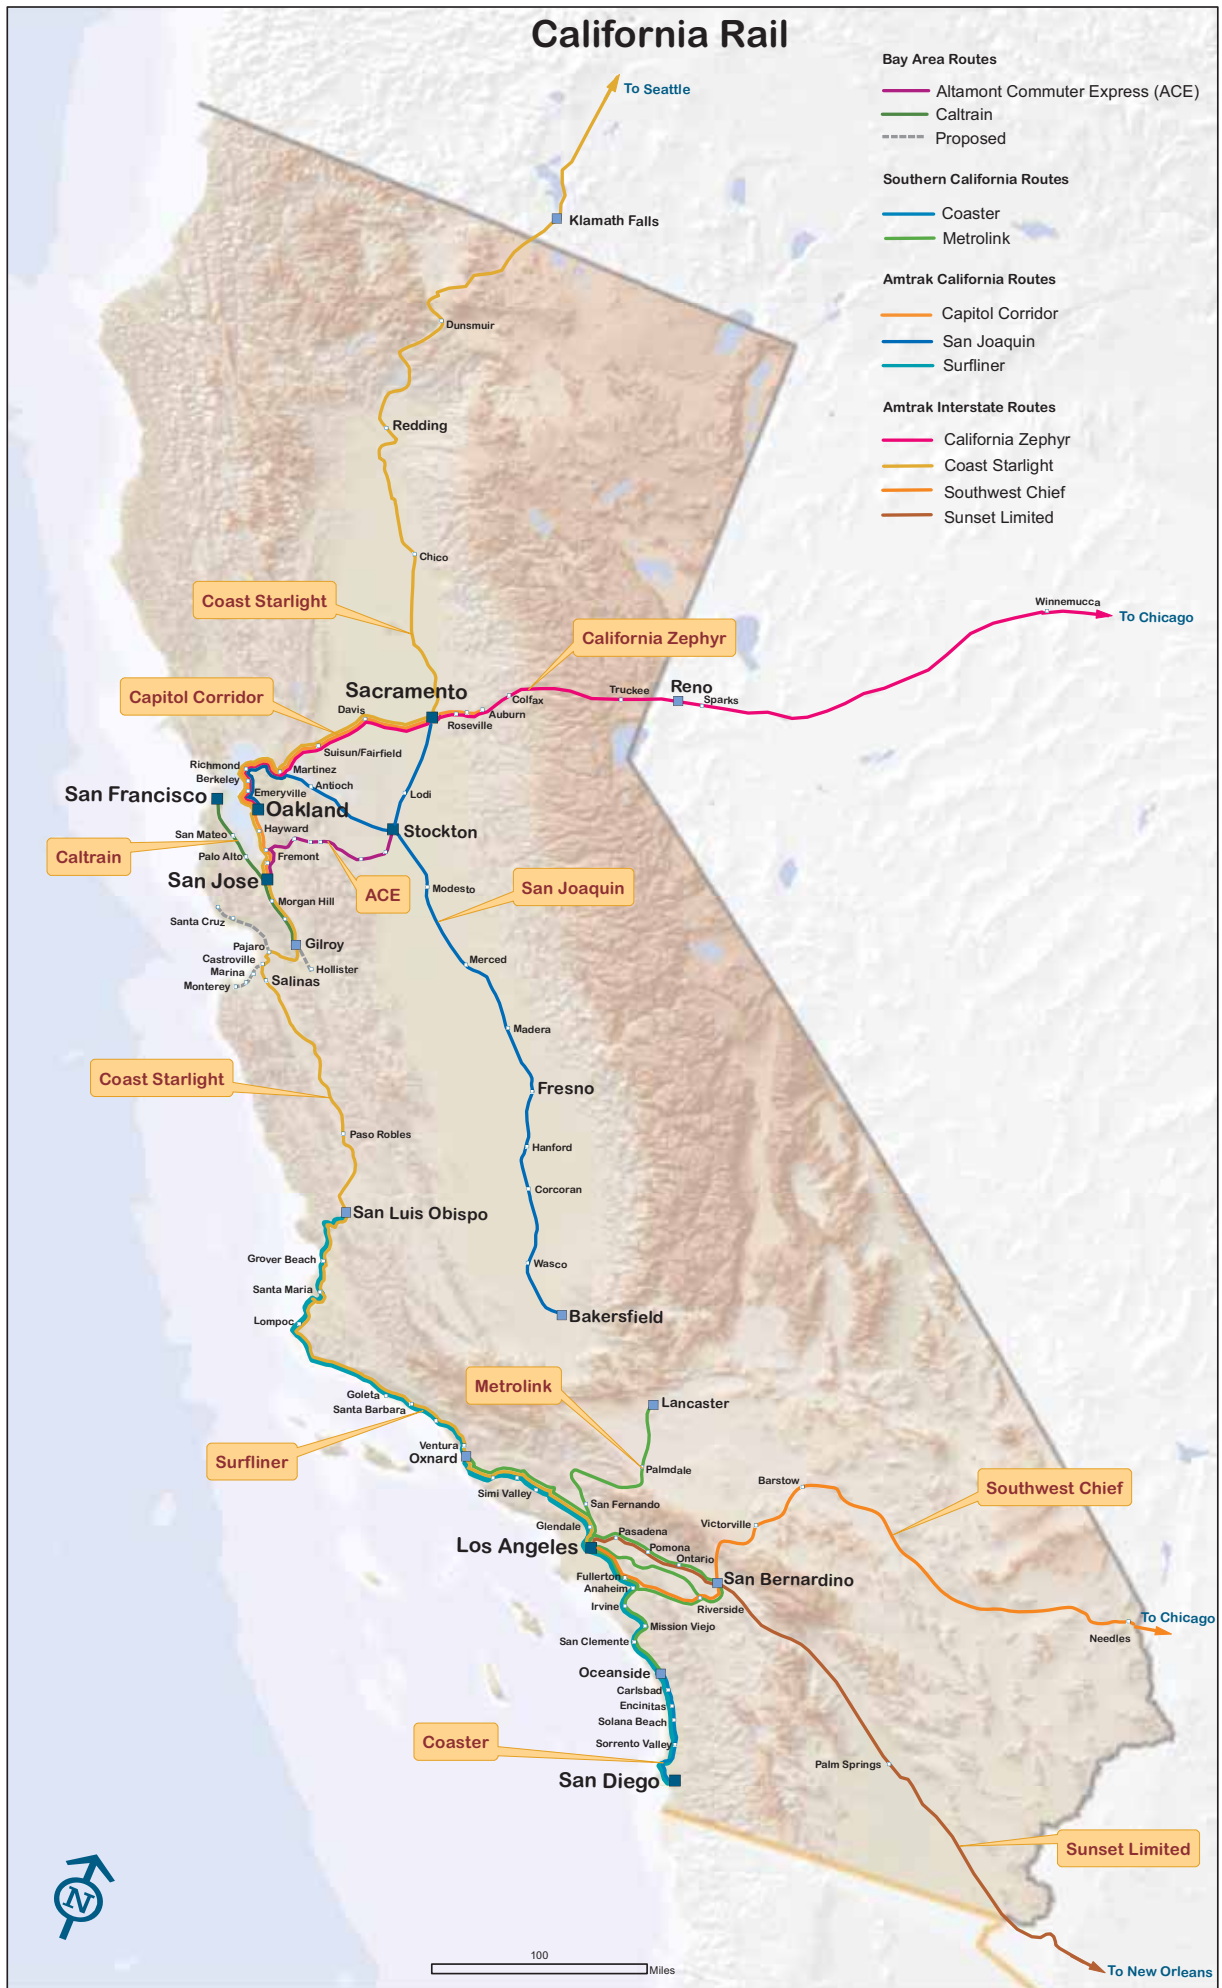 California Rail
Bay Area Routes
Altamont Commuter Express (ACE)
Caltrain
Proposed
Southern California Routes
Coaster
Metrolink
Amtrak California Routes
Capitol Corridor
San Joaquin
Surfliner
Amtrak Interstate Routes
California Zephyr
Coast Starlight
Southwest Chief
Sunset Limited
To Seattle
Klamath Falls
Dunsmuir
Redding
Chico
Coast Starlight
Winnemucca
To Chicago
California Zephyr
Capitol Corridor
Sacramento
Davis
Roseville
Auburn
Colfax
Truckee
Reno
Sparks
Suisun/Fairfield
Richmond
Martinez
Berkeley
Antioch
Emeryville
Lodi
San Francisco
Oakland
Hayward
Stockton
San Mateo
Caltrain
Palo Alto
Fremont
San Jose
ACE
San Joaquin
Modesto
Morgan Hill
Santa Cruz
Pajaro
Gilroy
Castroville
Marina
Hollister
Monterey
Salinas
Merced
Madera
Coast Starlight
Fresno
Paso Robles
Hanford
Corcoran
San Luis Obispo
Grover Beach
Wasco
Santa Maria
Lompoc
Bakersfield
Metrolink
Goleta
Santa Barbara
Lancaster
Surfliner
Ventura
Oxnard
Palmdale
Simi Valley
San Fernando
Barstow
Southwest Chief
Victorville
Glendale
Pasadena
Los Angeles
Pomona
Ontario
Fullerton
Anaheim
San Bernardino
Irvine
Riverside
Mission Viejo
San Clemente
To Chicago
Needles
Oceanside
Carlsbad
Encinitas
Solana Beach
Sorrento Valley
Coaster
San Diego
Palm Springs
Sunset Limited
N
100
Miles
To New Orleans